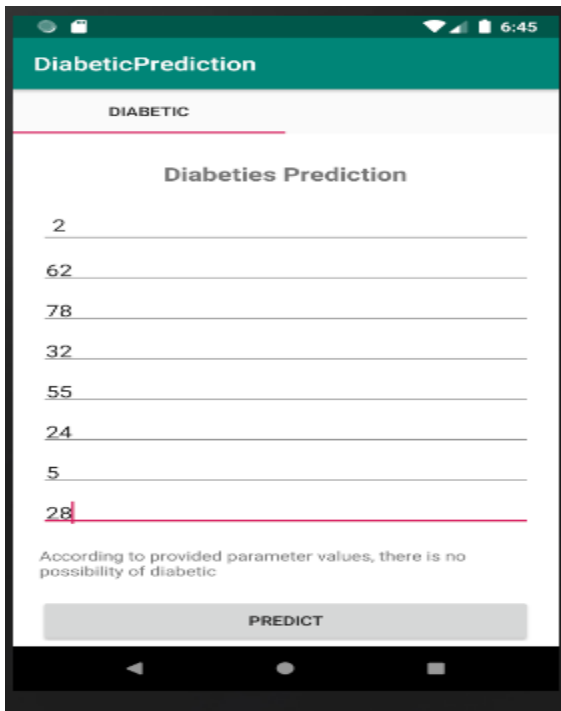 6:45
DiabeticPrediction
DIABETIC
Diabeties Prediction
2
62
78
32
55
24
5
28
According to provided parameter values, there is no
possibility of diabetic
PREDICT